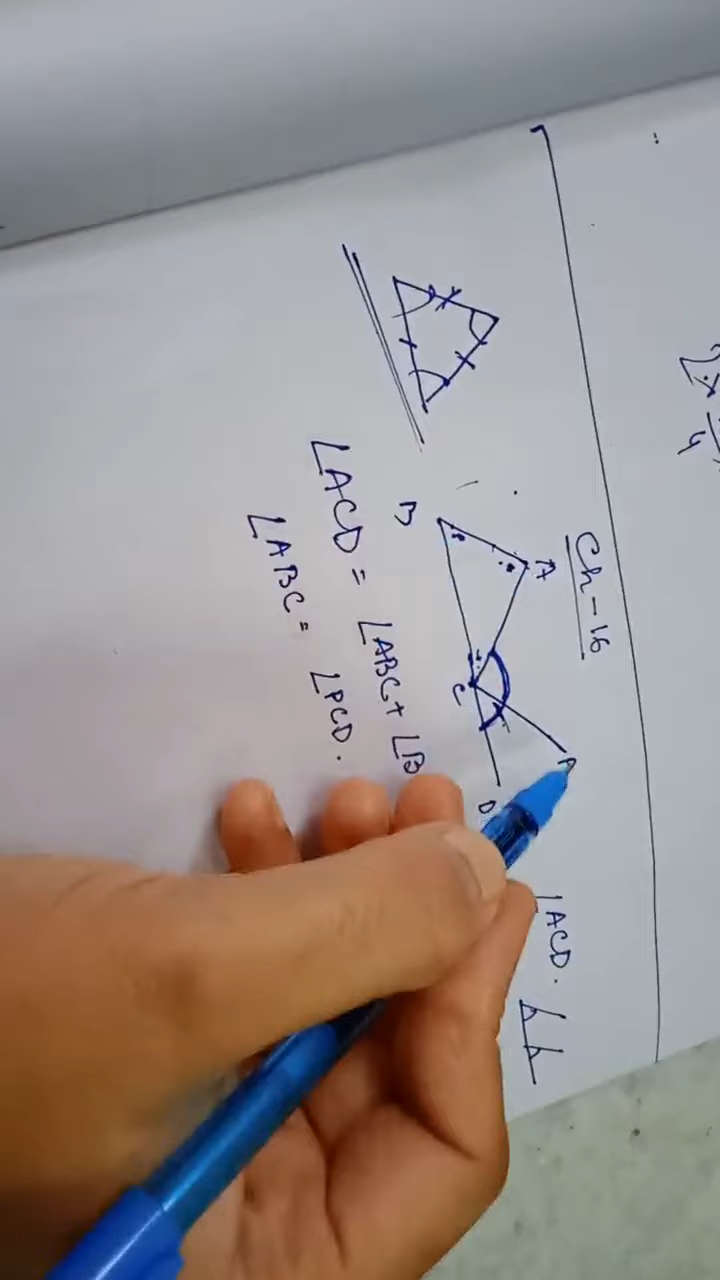 Ch-16
A
B
C
D
P
∠ACD.
∠ACD = ∠ABC + ∠B
∠ABC = ∠PCD.